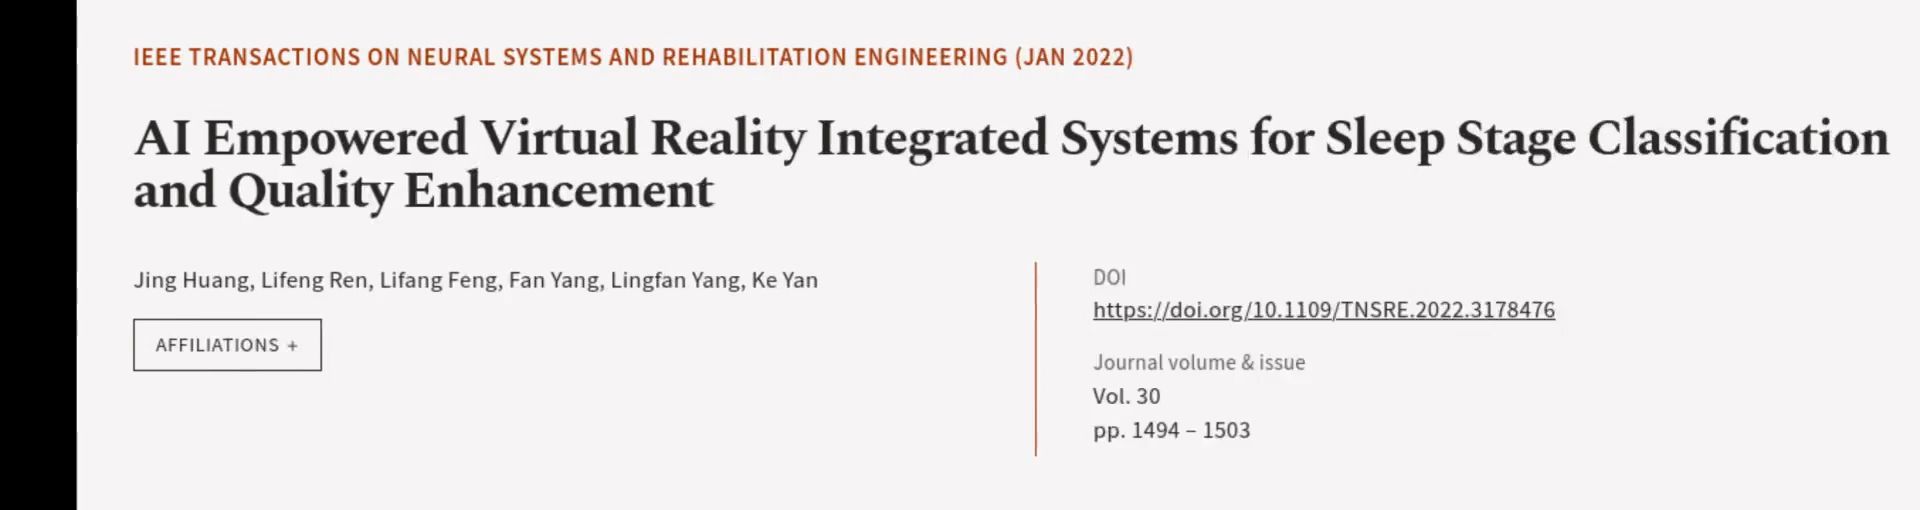 IEEE TRANSACTIONS ON NEURAL SYSTEMS AND REHABILITATION ENGINEERING (JAN 2022)
AI Empowered Virtual Reality Integrated Systems for Sleep Stage Classification
and Quality Enhancement
Jing Huang, Lifeng Ren, Lifang Feng, Fan Yang, Lingfan Yang, Ke Yan
AFFILIATIONS +
DOI
https://doi.org/10.1109/TNSRE.2022.3178476
Journal volume & issue
Vol. 30
pp. 1494 – 1503